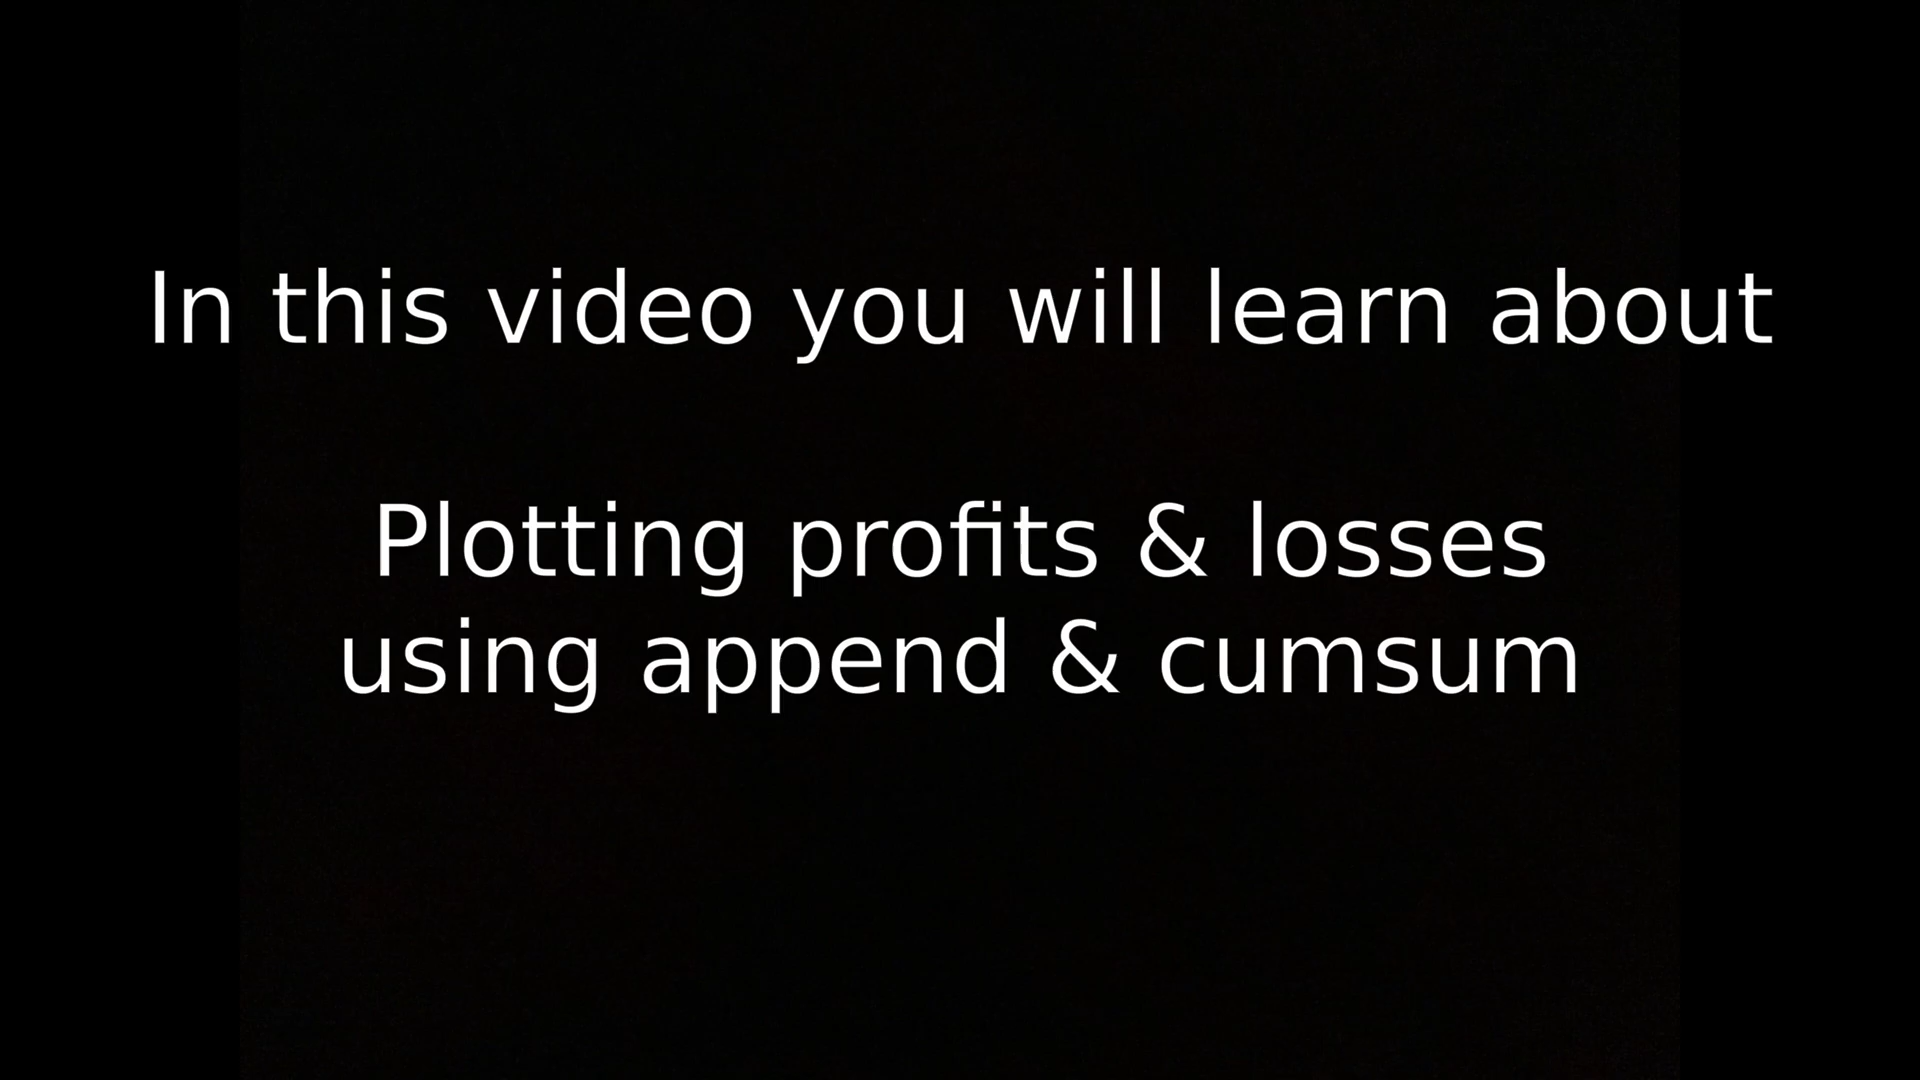 In this video you will learn about
Plotting profits & losses
using append & cumsum